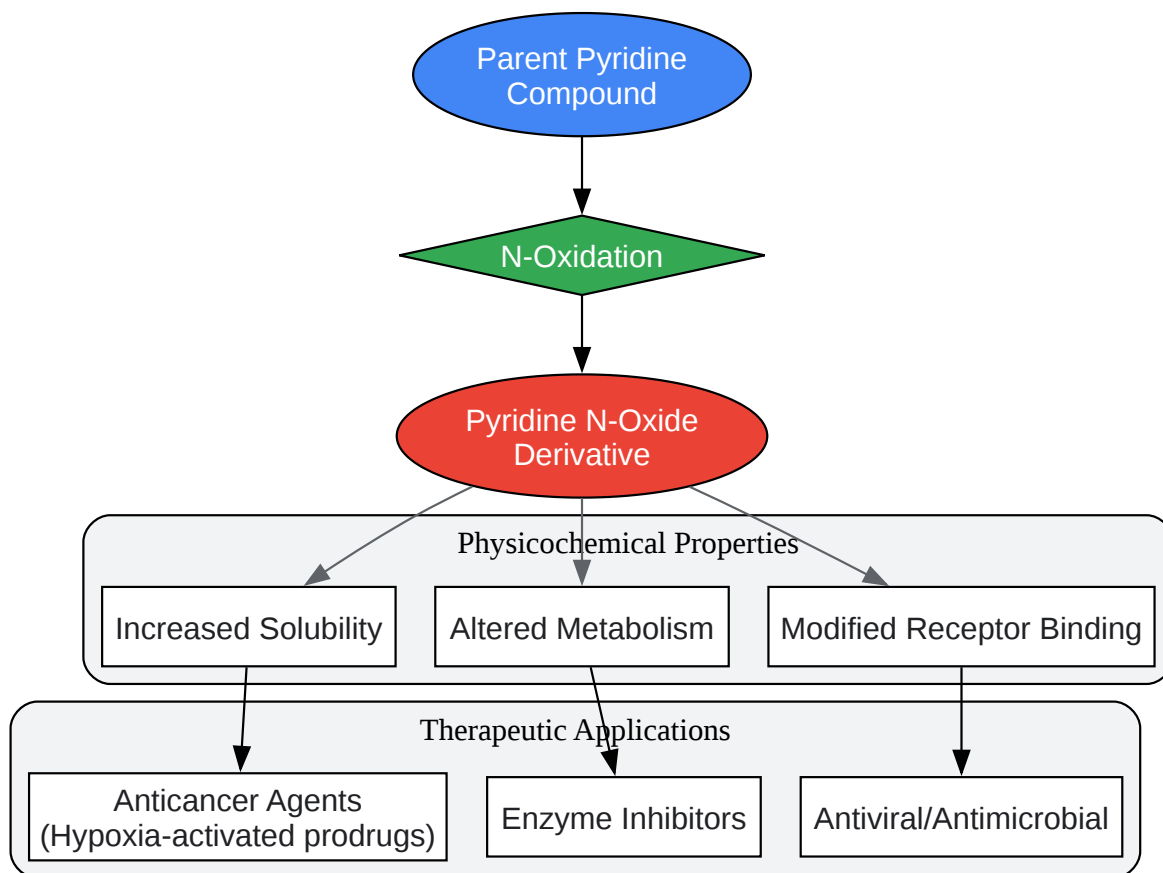 Parent Pyridine
Compound
N-Oxidation
Pyridine N-Oxide
Derivative
Physicochemical Properties
Increased Solubility
Altered Metabolism
Modified Receptor Binding
Therapeutic Applications
Anticancer Agents
(Hypoxia-activated prodrugs)
Enzyme Inhibitors
Antiviral/Antimicrobial